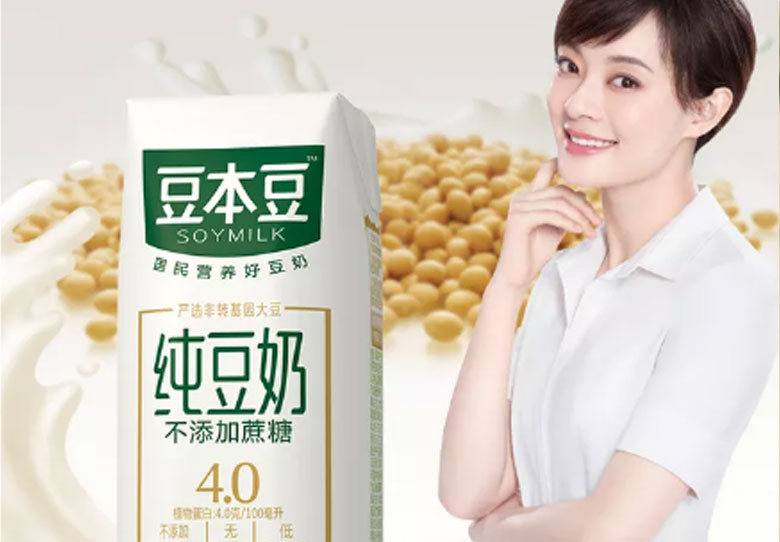 豆本豆™
SOYMILK
国民营养好豆奶
严选非转基因大豆
纯豆奶
不添加蔗糖
4.0
植物蛋白:4.0克/100毫升
不添加 无 低